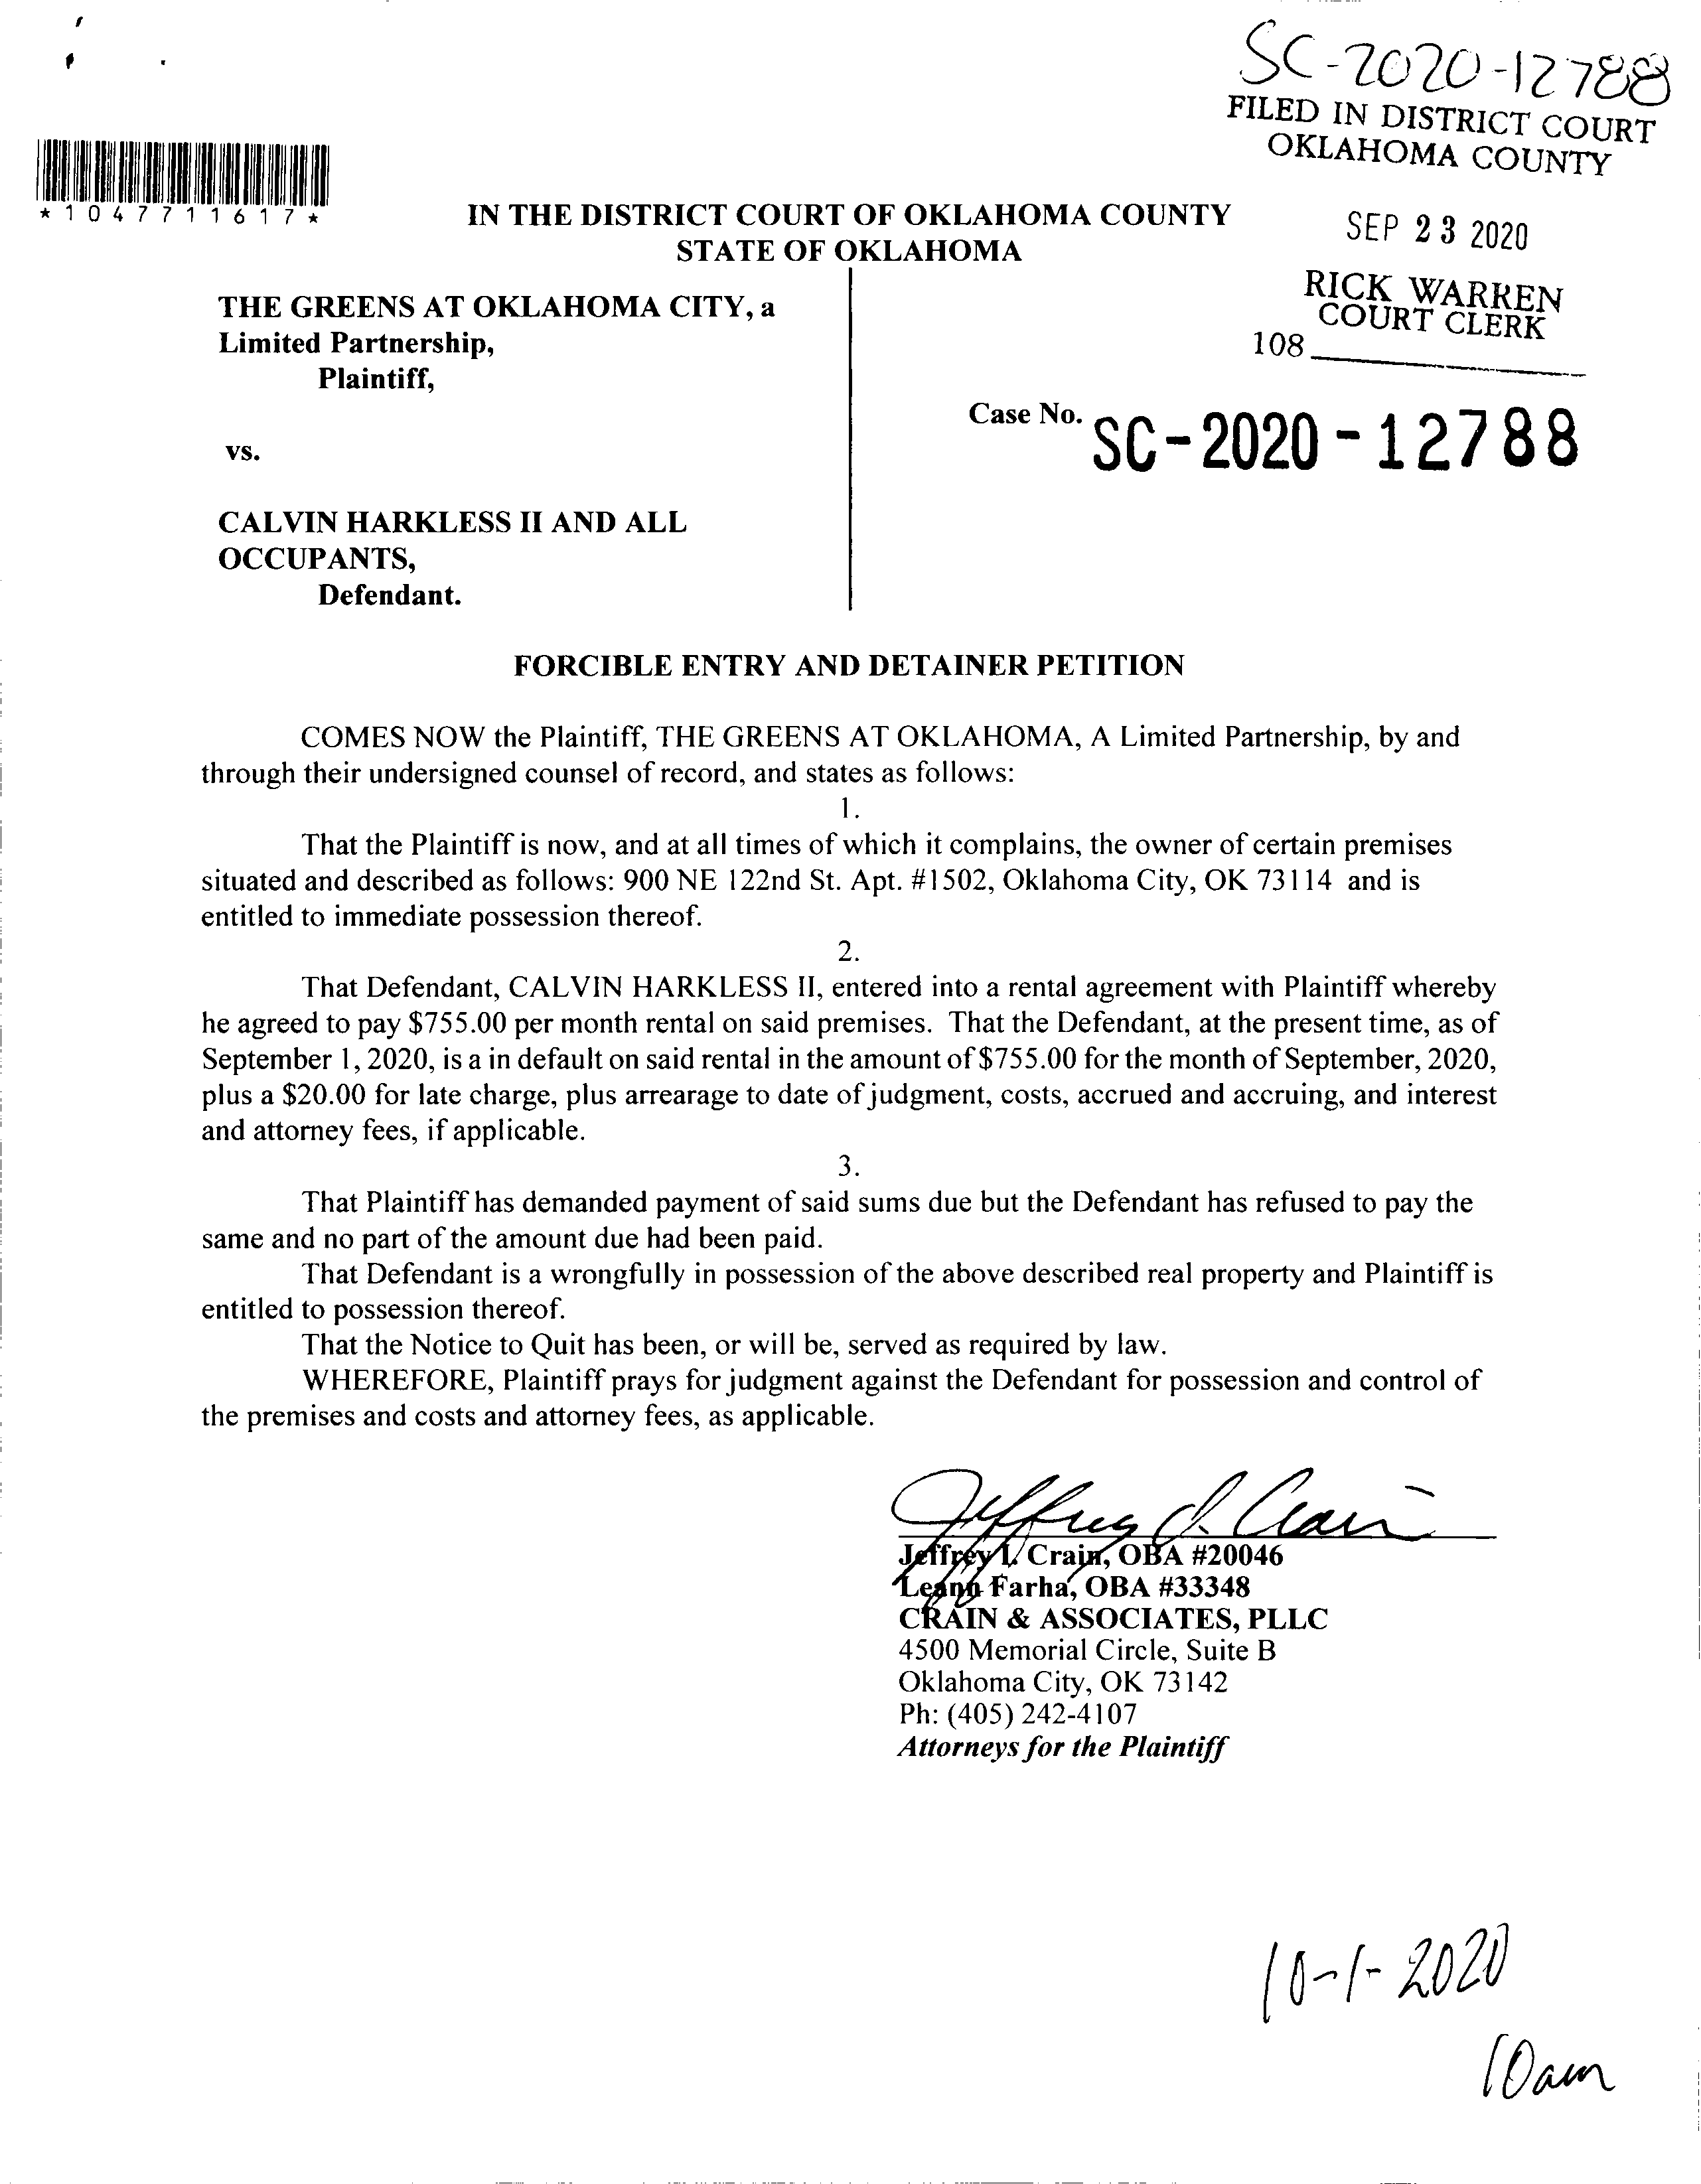 SC-2020-12788
FILED IN DISTRICT COURT
OKLAHOMA COUNTY
*1047711617*
IN THE DISTRICT COURT OF OKLAHOMA COUNTY
STATE OF OKLAHOMA
SEP 23 2020
RICK WARREN
COURT CLERK
108
THE GREENS AT OKLAHOMA CITY, a
Limited Partnership,
Plaintiff,
Case No. SC-2020-12788
vs.
CALVIN HARKLESS II AND ALL
OCCUPANTS,
Defendant.
FORCIBLE ENTRY AND DETAINER PETITION
COMES NOW the Plaintiff, THE GREENS AT OKLAHOMA, A Limited Partnership, by and
through their undersigned counsel of record, and states as follows:
1.
That the Plaintiff is now, and at all times of which it complains, the owner of certain premises
situated and described as follows: 900 NE 122nd St. Apt. #1502, Oklahoma City, OK 73114 and is
entitled to immediate possession thereof.
2.
That Defendant, CALVIN HARKLESS II, entered into a rental agreement with Plaintiff whereby
he agreed to pay $755.00 per month rental on said premises. That the Defendant, at the present time, as of
September 1, 2020, is a in default on said rental in the amount of $755.00 for the month of September, 2020,
plus a $20.00 for late charge, plus arrearage to date of judgment, costs, accrued and accruing, and interest
and attorney fees, if applicable.
3.
That Plaintiff has demanded payment of said sums due but the Defendant has refused to pay the
same and no part of the amount due had been paid.
That Defendant is a wrongfully in possession of the above described real property and Plaintiff is
entitled to possession thereof.
That the Notice to Quit has been, or will be, served as required by law.
WHEREFORE, Plaintiff prays for judgment against the Defendant for possession and control of
the premises and costs and attorney fees, as applicable.
Jeffrey I. Crain
Jeffrey I. Crain, OBA #20046
Leann Farha, OBA #33348
CRAIN & ASSOCIATES, PLLC
4500 Memorial Circle, Suite B
Oklahoma City, OK 73142
Ph: (405) 242-4107
Attorneys for the Plaintiff
10-1-2020
10am